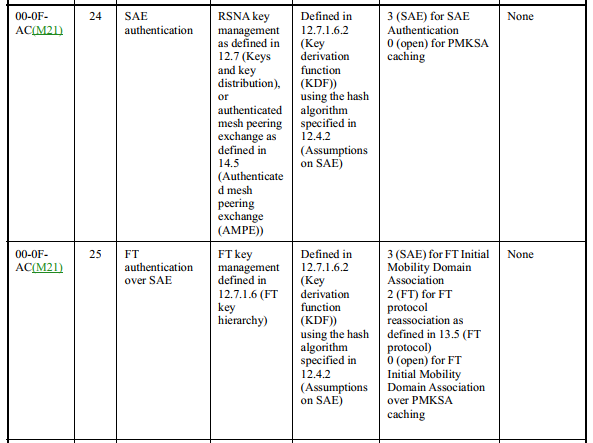 00-0F-
AC(M21)
24
SAE
authentication
RSNA key
management
as defined in
12.7 (Keys
and key
distribution),
or
authenticated
mesh peering
exchange as
defined in
14.5
(Authenticate
d mesh
peering
exchange
(AMPE))
Defined in
12.7.1.6.2
(Key
derivation
function
(KDF))
using the hash
algorithm
specified in
12.4.2
(Assumptions
on SAE)
3 (SAE) for SAE
Authentication
0 (open) for PMKSA
caching
None
00-0F-
AC(M21)
25
FT
authentication
over SAE
FT key
management
defined in
12.7.1.6 (FT
key
hierarchy)
Defined in
12.7.1.6.2
(Key
derivation
function
(KDF))
using the hash
algorithm
specified in
12.4.2
(Assumptions
on SAE)
3 (SAE) for FT Initial
Mobility Domain
Association
2 (FT) for FT
protocol
reassociation as
defined in 13.5 (FT
protocol)
0 (open) for FT
Initial Mobility
Domain Association
over PMKSA
caching
None